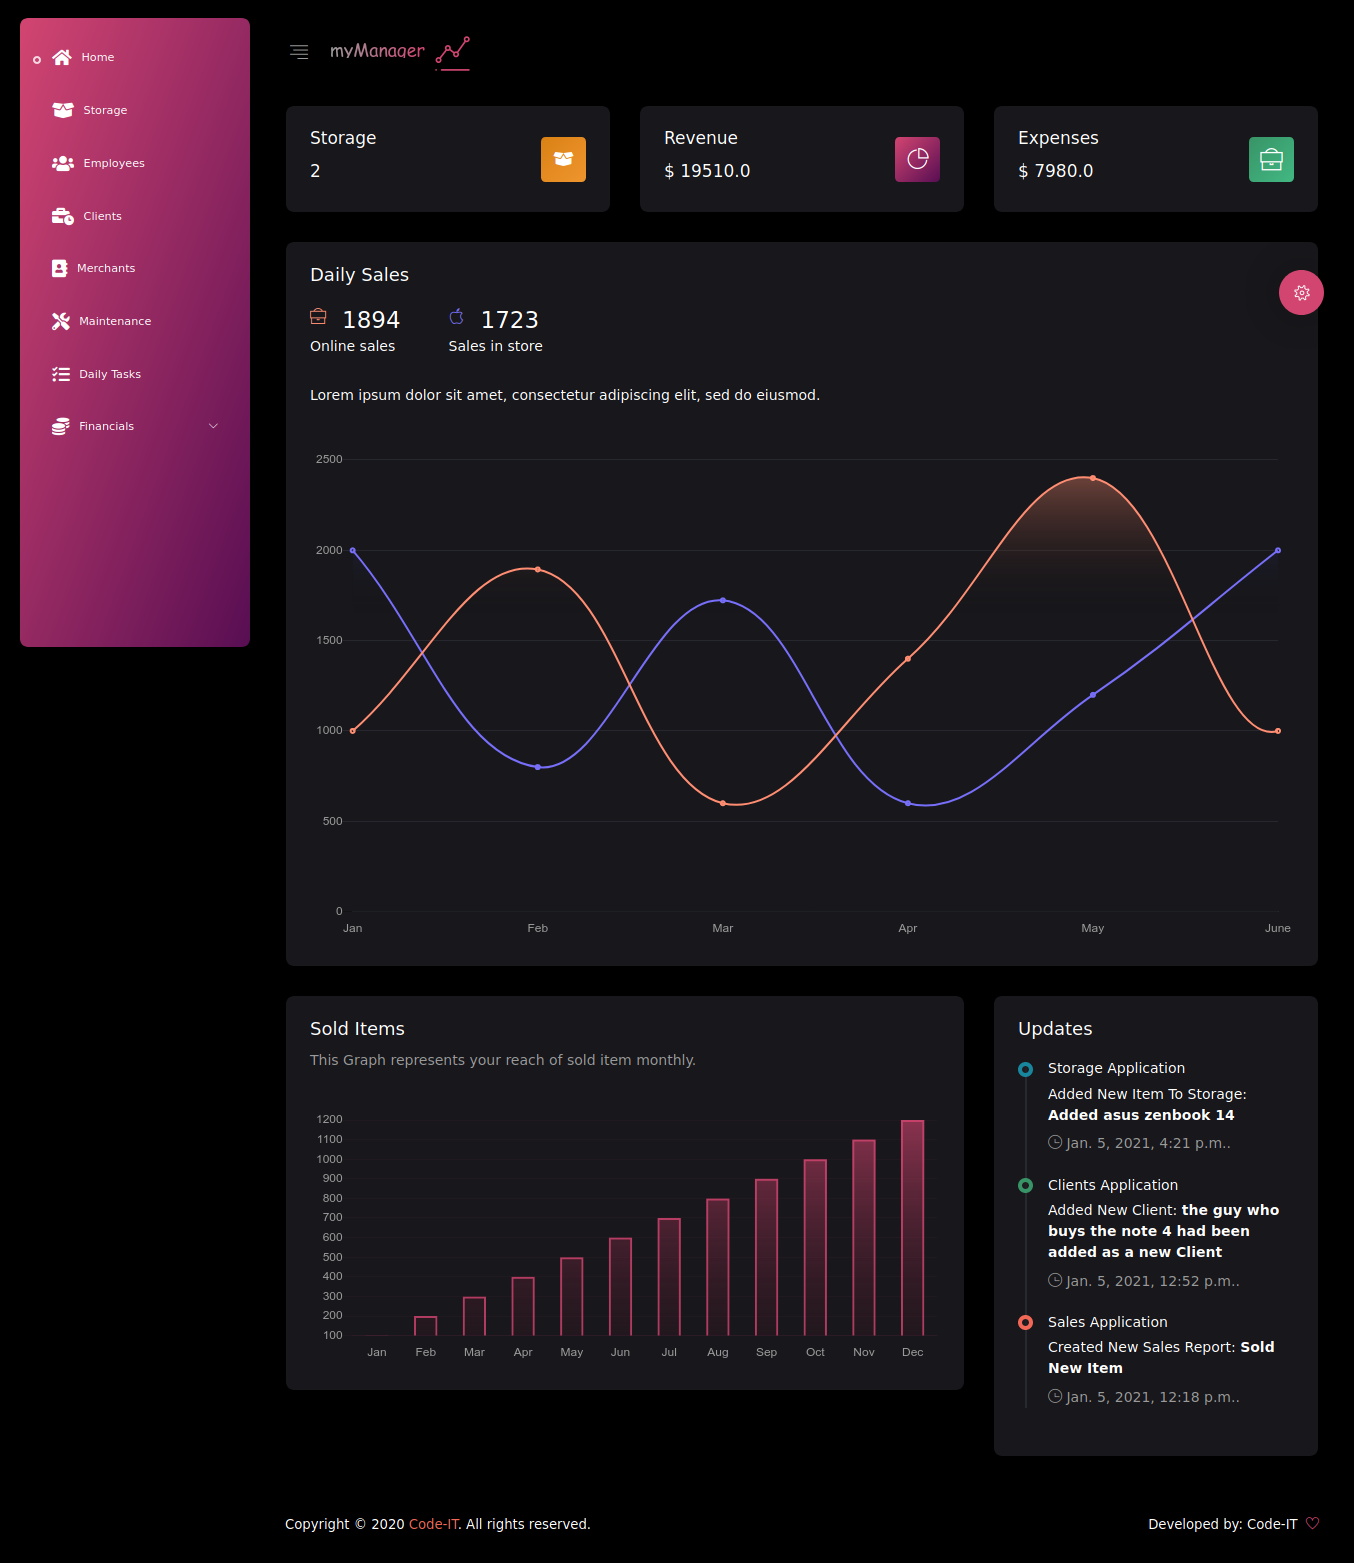 Home
Storage
Employees
Clients
Merchants
Maintenance
Daily Tasks
Financials
myManager
Storage
2
Revenue
$ 19510.0
Expenses
$ 7980.0
Daily Sales
1894
Online sales
1723
Sales in store
Lorem ipsum dolor sit amet, consectetur adipiscing elit, sed do eiusmod.
2500
2000
1500
1000
500
0
Jan Feb Mar Apr May June
Sold Items
This Graph represents your reach of sold item monthly.
1200
1100
1000
900
800
700
600
500
400
300
200
100
Jan Feb Mar Apr May Jun Jul Aug Sep Oct Nov Dec
Updates
Storage Application
Added New Item To Storage:
Added asus zenbook 14
Jan. 5, 2021, 4:21 p.m..
Clients Application
Added New Client: the guy who
buys the note 4 had been
added as a new Client
Jan. 5, 2021, 12:52 p.m..
Sales Application
Created New Sales Report: Sold
New Item
Jan. 5, 2021, 12:18 p.m..
Copyright © 2020 Code-IT. All rights reserved.
Developed by: Code-IT ♡